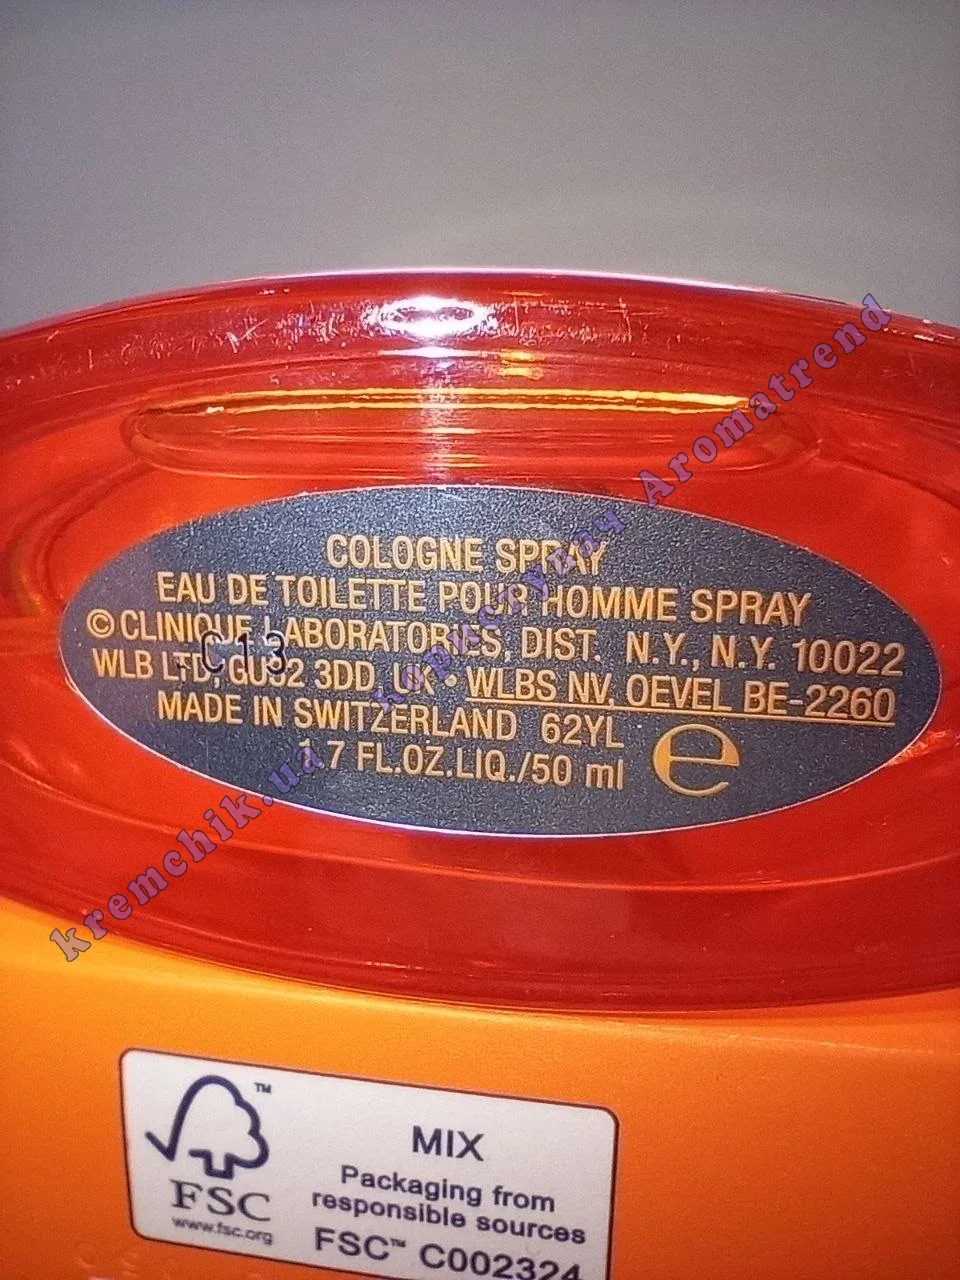 COLOGNE SPRAY
EAU DE TOILETTE POUR HOMME SPRAY
© CLINIQUE LABORATORIES, DIST. N.Y., N.Y. 10022
C13
WLB LTD, GU32 3DD, UK • WLBS NV, OEVEL BE-2260
MADE IN SWITZERLAND 62YL
1.7 FL.OZ.LIQ./50 ml e
kremchik.ua користувач Aromatrend
FSC
www.fsc.org
MIX
Packaging from
responsible sources
FSC™ C002324